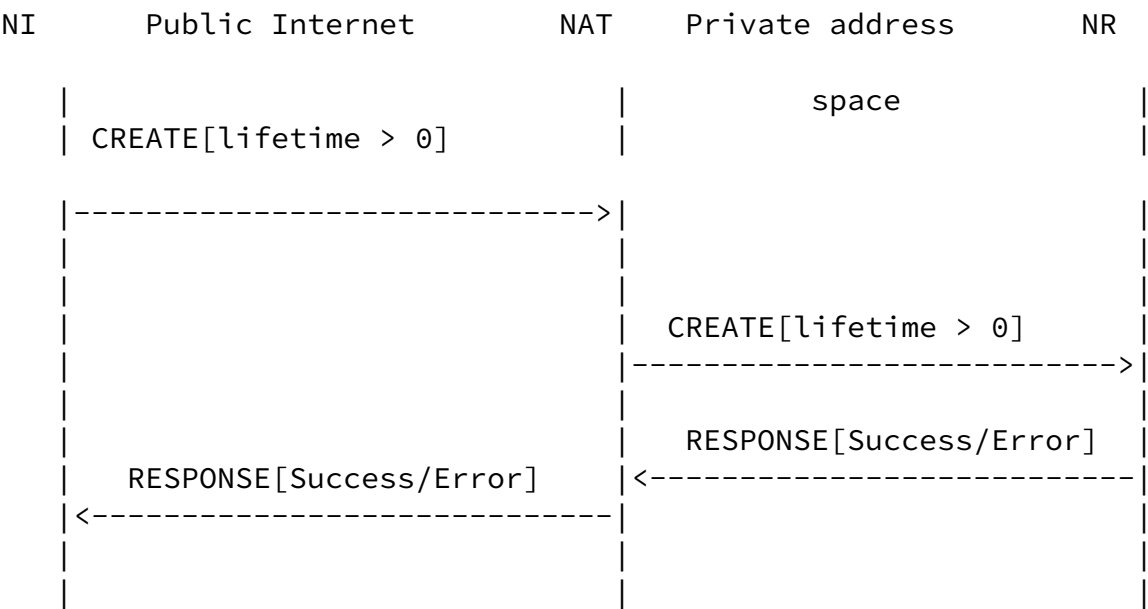 NI Public Internet NAT Private address NR
| | space |
| CREATE[lifetime > 0] | |
|----------------------------->| |
| | |
| | |
| | CREATE[lifetime > 0] |
| |--------------------------->|
| | |
| | RESPONSE[Success/Error] |
| RESPONSE[Success/Error] |<---------------------------|
|<-----------------------------| |
| | |
| | |